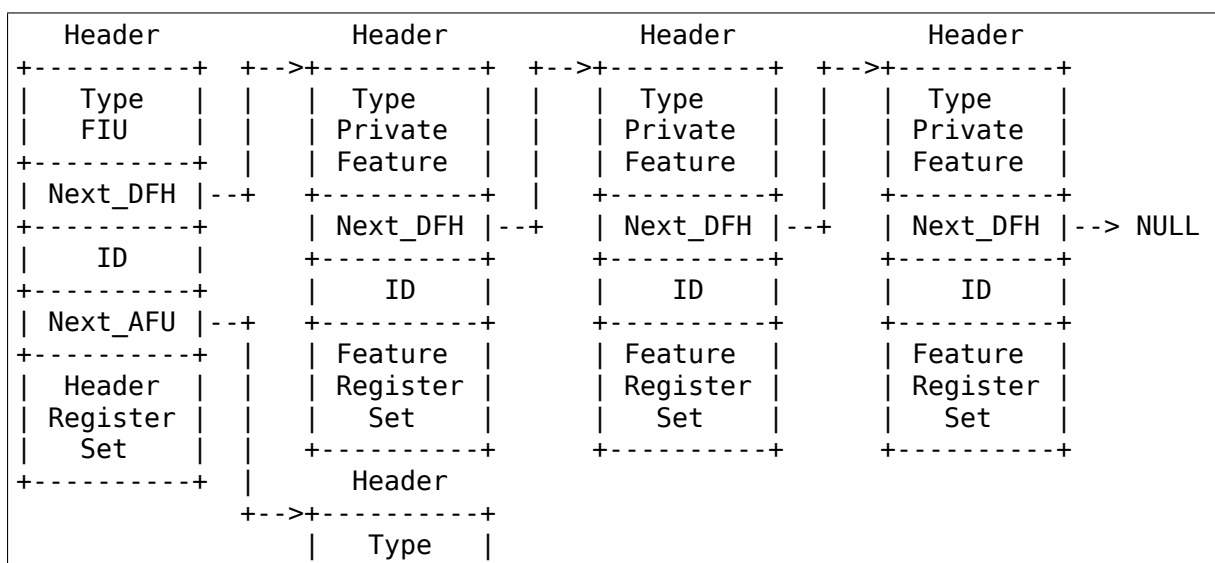 Header            Header            Header            Header
 +----------+  +-->+----------+  +-->+----------+  +-->+----------+
 |   Type   |  |   |  Type    |  |   |  Type    |  |   |  Type    |
 |   FIU    |  |   | Private  |  |   | Private  |  |   | Private  |
 +----------+  |   | Feature  |  |   | Feature  |  |   | Feature  |
 | Next_DFH |--+   +----------+  |   +----------+  |   +----------+
 +----------+      | Next_DFH |--+   | Next_DFH |--+   | Next_DFH |--> NULL
 |    ID    |      +----------+      +----------+      +----------+
 +----------+      |    ID    |      |    ID    |      |    ID    |
 | Next_AFU |--+   +----------+      +----------+      +----------+
 +----------+  |   | Feature  |      | Feature  |      | Feature  |
 |  Header  |  |   | Register |      | Register |      | Register |
 | Register |  |   |   Set    |      |   Set    |      |   Set    |
 |   Set    |  |   +----------+      +----------+      +----------+
 +----------+  |      Header
               +-->+----------+
                   |   Type   |